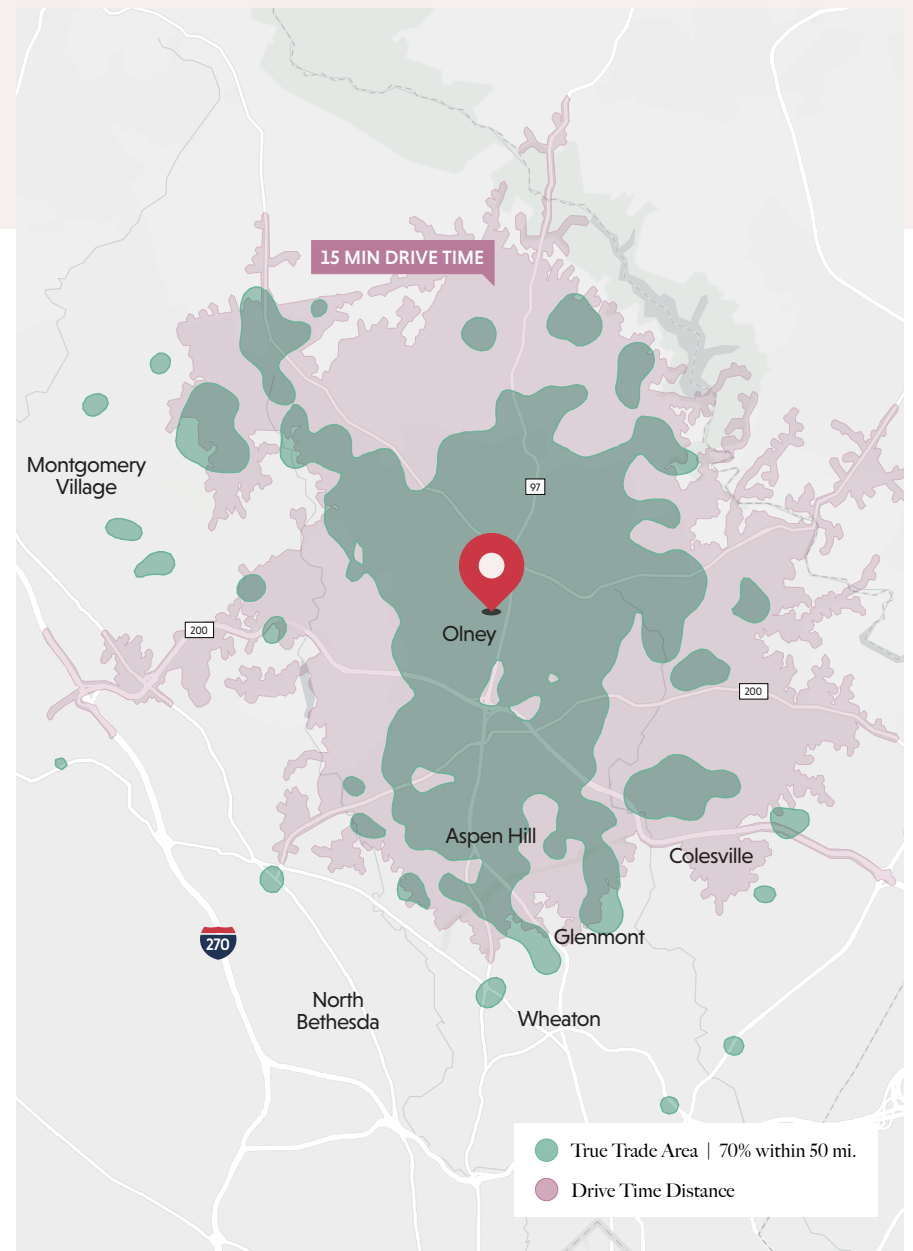 15 MIN DRIVE TIME
Montgomery
Village
97
200
Olney
200
Aspen Hill
Colesville
Glenmont
270
North
Bethesda
Wheaton
True Trade Area | 70% within 50 mi.
Drive Time Distance